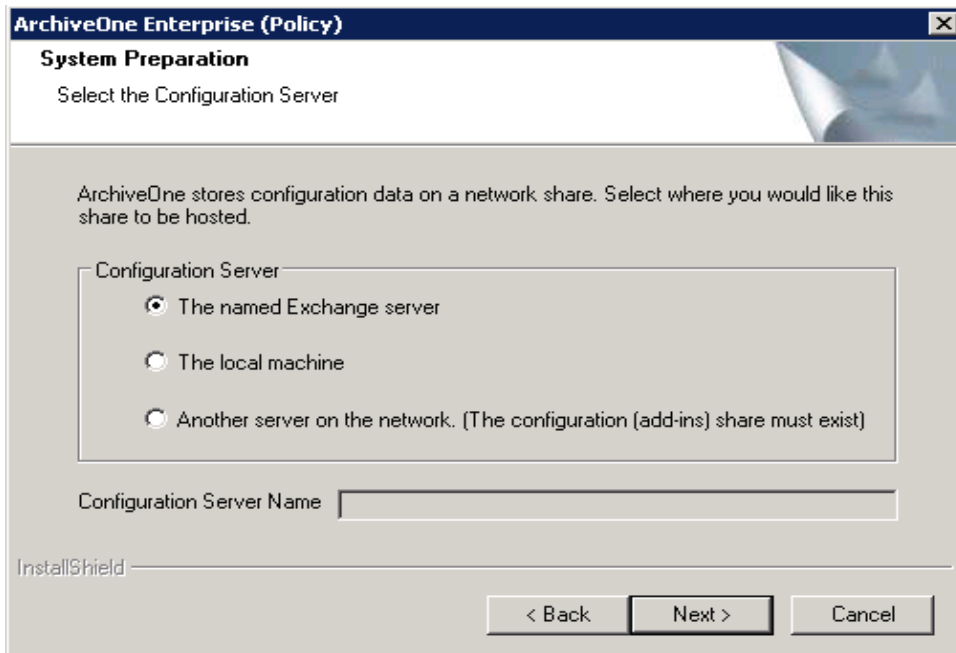 ArchiveOne Enterprise (Policy)
System Preparation
Select the Configuration Server
ArchiveOne stores configuration data on a network share. Select where you would like this
share to be hosted.
Configuration Server
The named Exchange server
The local machine
Another server on the network. (The configuration (add-ins) share must exist)
Configuration Server Name
InstallShield
< Back
Next >
Cancel